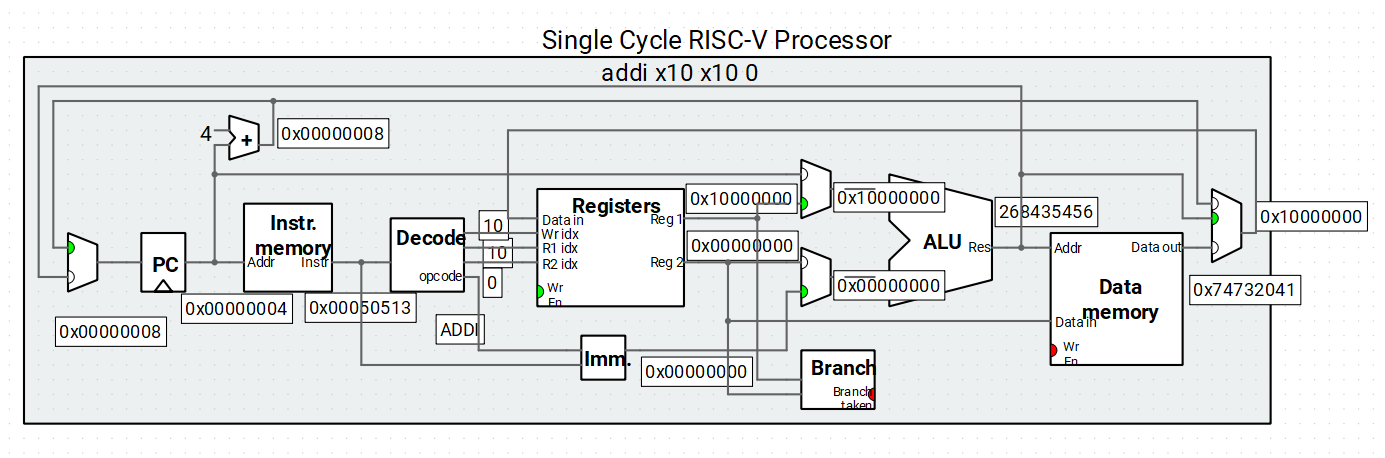 Single Cycle RISC-V Processor
addi x10 x10 0
4
+
0x00000008
0x00000008
PC
0x00000004
Instr.
memory
Addr
Instr
0x00050513
Decode
opcode
10
10
0
ADDI
Registers
Data in
Wr idx
R1 idx
R2 idx
Wr
En
Reg 1
Reg 2
Imm.
0x00000000
0x10000000
0x00000000
0x10000000
0x00000000
Branch
Branch
taken
ALU
Res
268435456
Addr
Data out
Data
memory
Data in
Wr
En
0x10000000
0x74732041